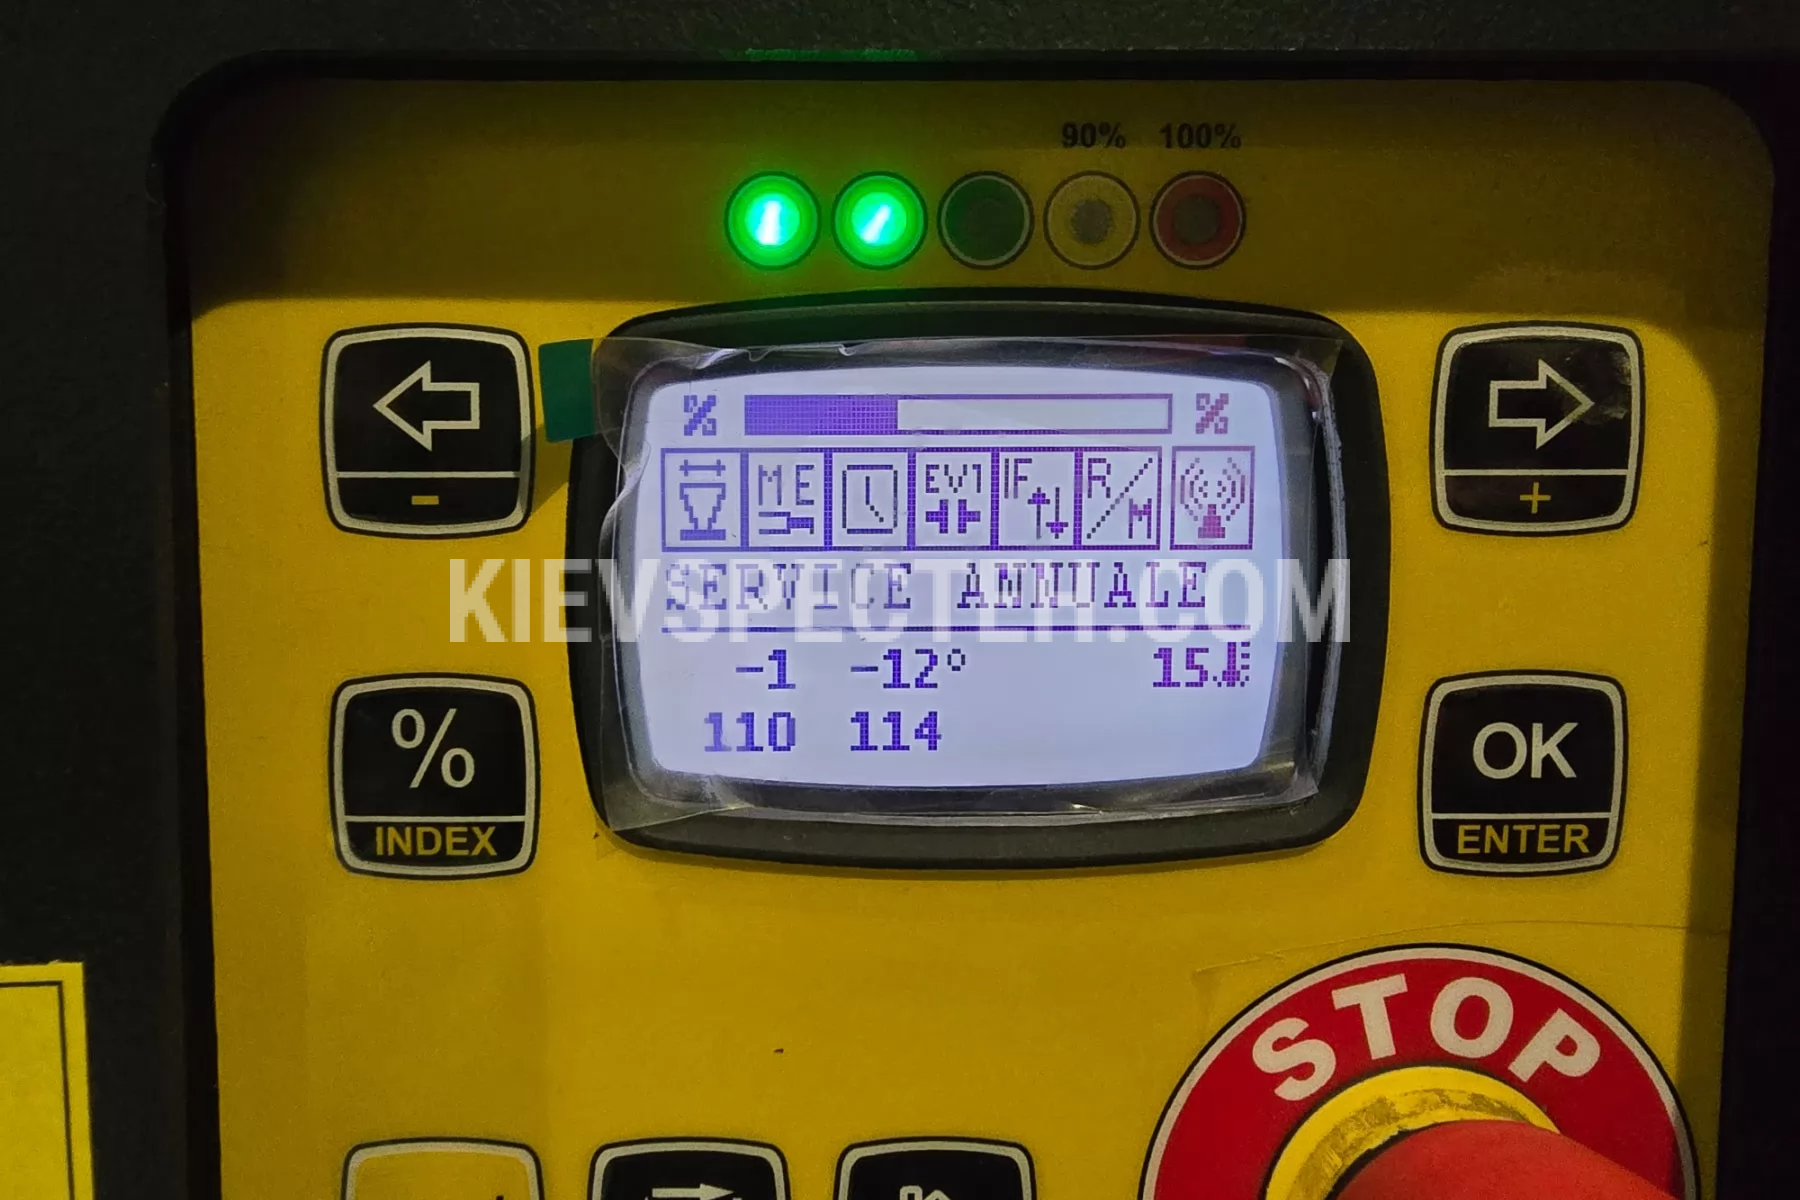 90% 100%
% %
ME EV1 IF R/M
SERVICE ANNUALE
-1 -12° 15
110 114
-
+
%
INDEX
OK
ENTER
STOP
KIEVSPECTEH.COM